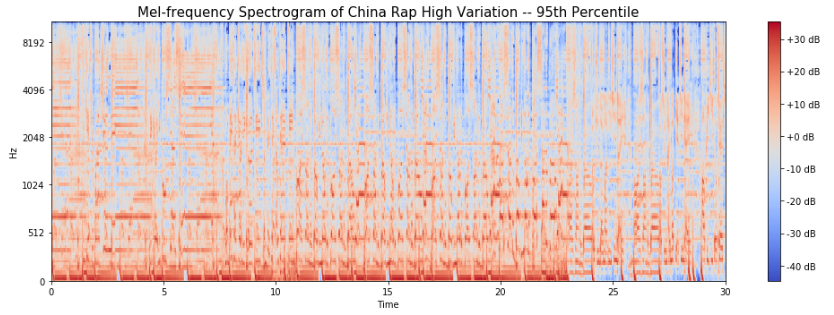 Mel-frequency Spectrogram of China Rap High Variation -- 95th Percentile
Hz
8192
4096
2048
1024
512
0
0
5
10
15
20
25
30
Time
+30 dB
+20 dB
+10 dB
+0 dB
-10 dB
-20 dB
-30 dB
-40 dB